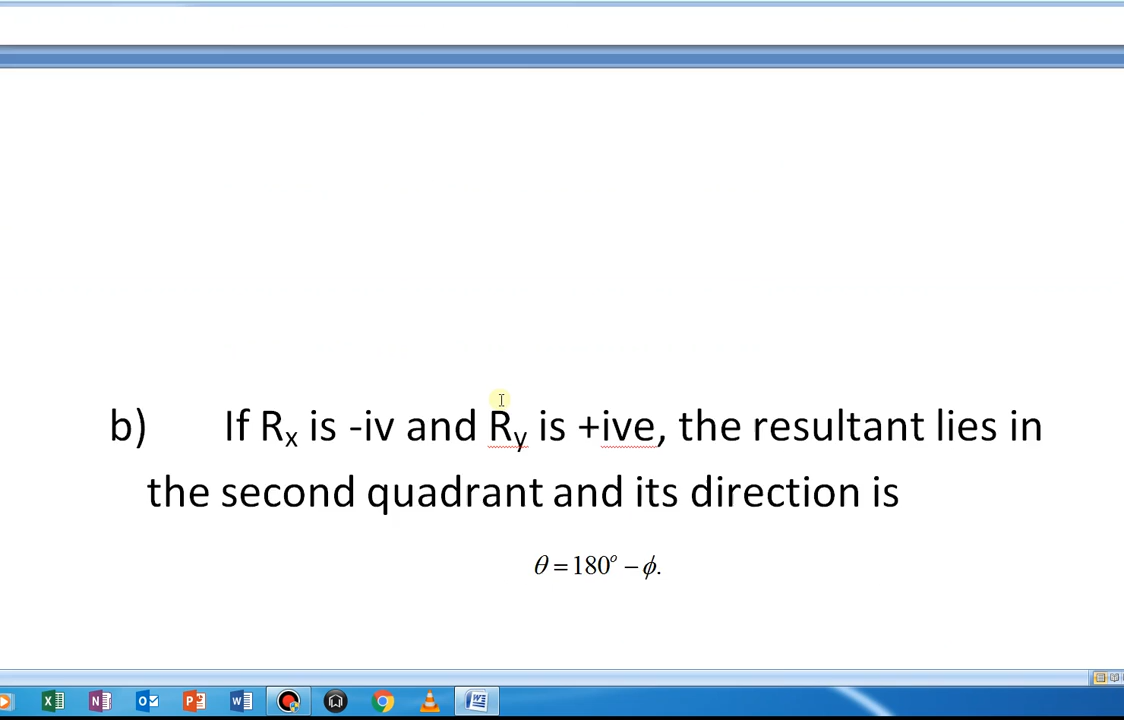 b) If Rx is -iv and Ry is +ive, the resultant lies in
the second quadrant and its direction is
θ = 180° − ϕ.